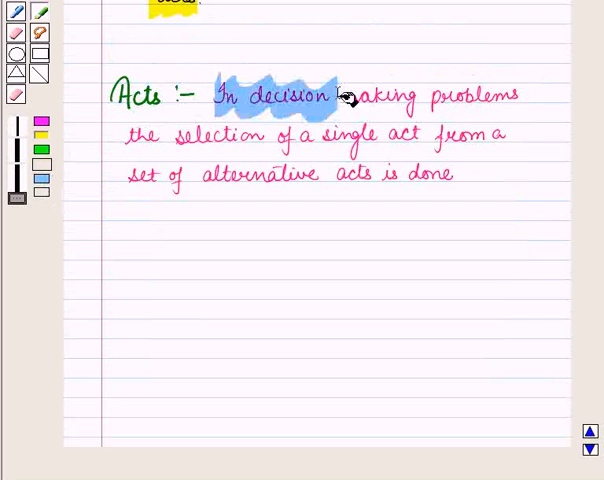 Acts :- In decision making problems
the selection of a single act from a
set of alternative acts is done